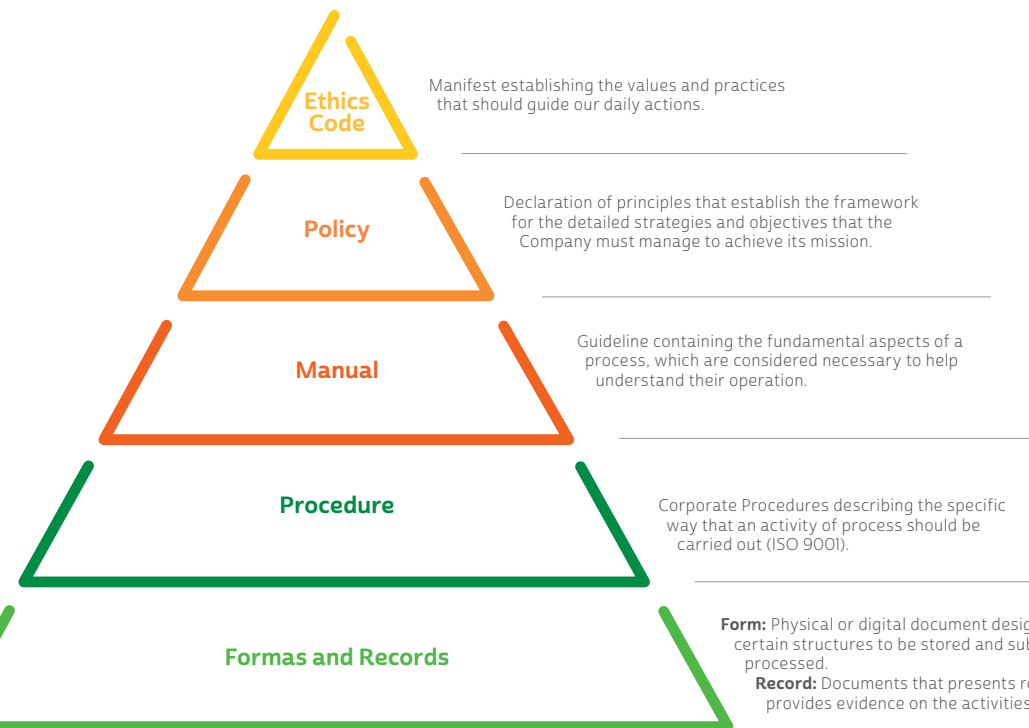 Ethics
Code
Manifest establishing the values and practices
that should guide our daily actions.
Policy
Declaration of principles that establish the framework
for the detailed strategies and objectives that the
Company must manage to achieve its mission.
Manual
Guideline containing the fundamental aspects of a
process, which are considered necessary to help
understand their operation.
Procedure
Corporate Procedures describing the specific
way that an activity of process should be
carried out (ISO 9001).
Formas and Records
Form: Physical or digital document
certain structures to be stored and
processed.
Record: Documents that presents
provides evidence on the activities